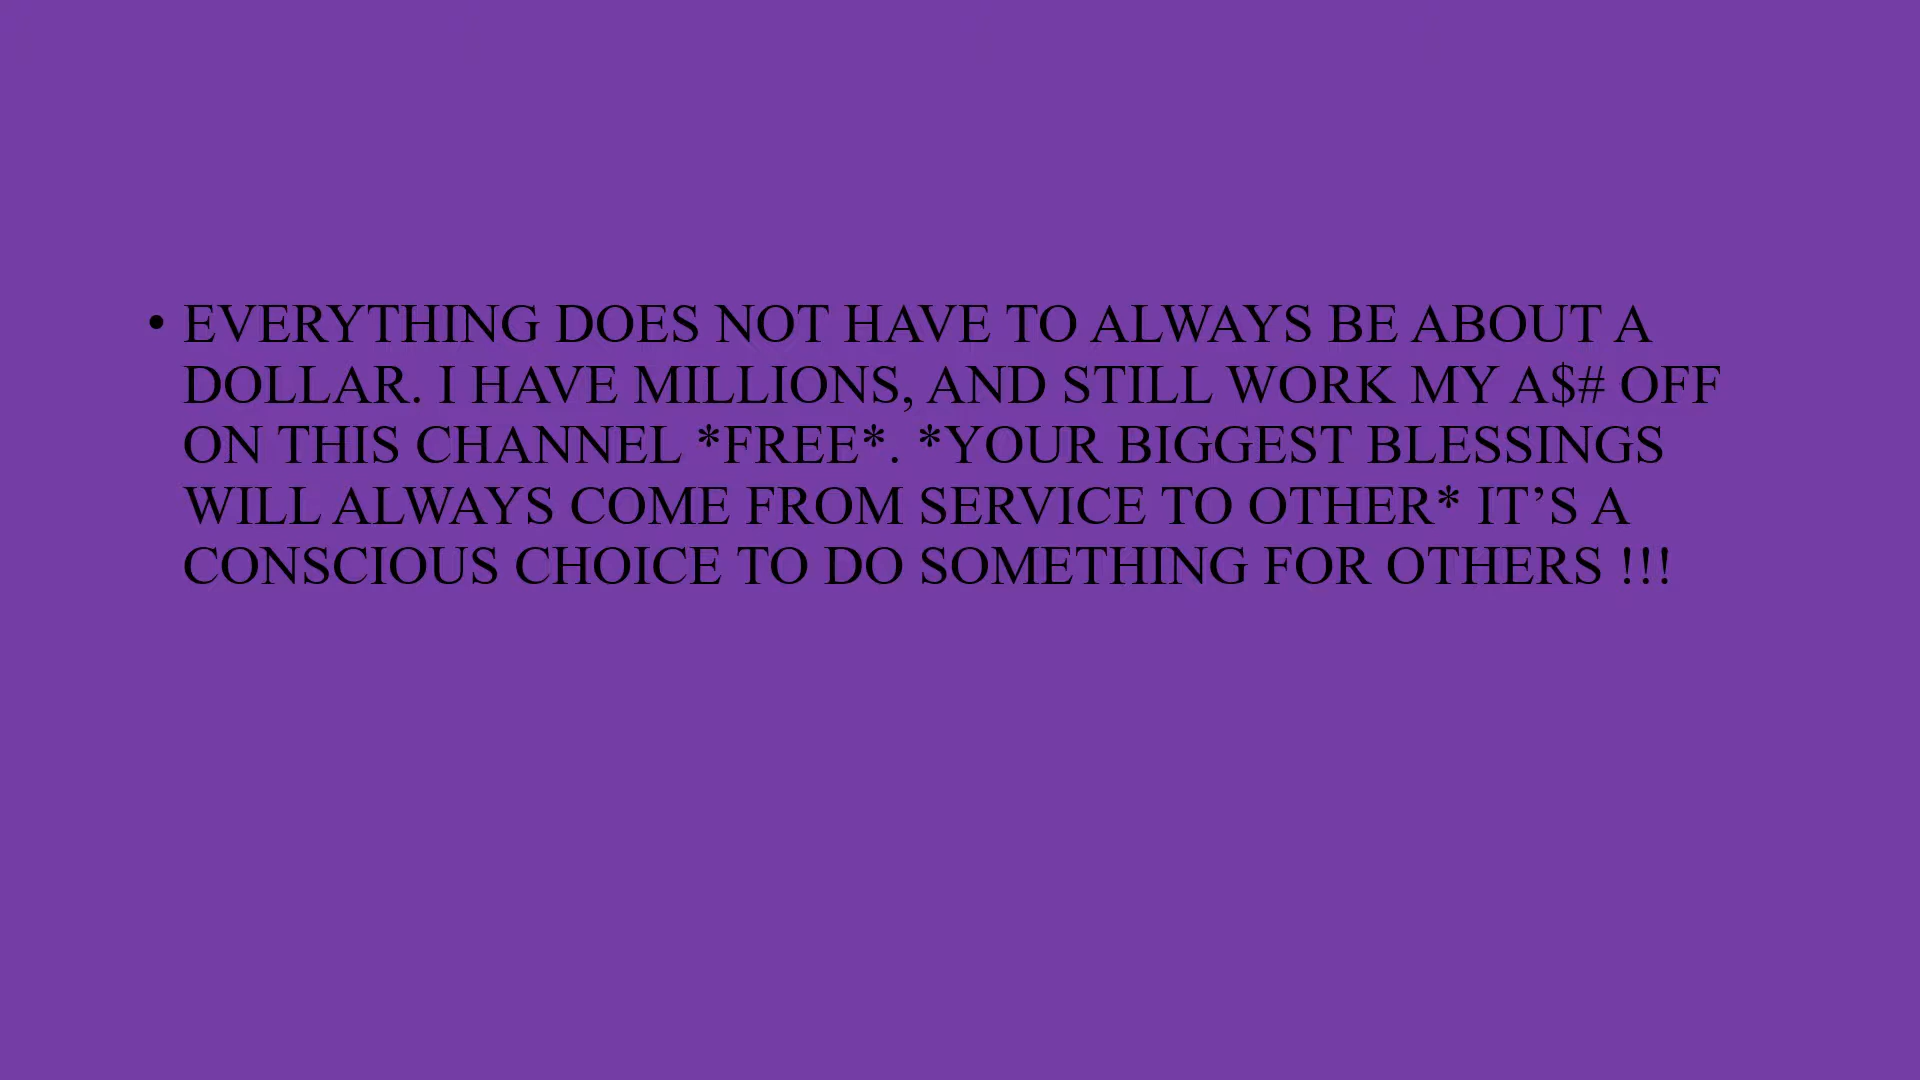 • EVERYTHING DOES NOT HAVE TO ALWAYS BE ABOUT A
DOLLAR. I HAVE MILLIONS, AND STILL WORK MY A$# OFF
ON THIS CHANNEL *FREE*. *YOUR BIGGEST BLESSINGS
WILL ALWAYS COME FROM SERVICE TO OTHER* IT’S A
CONSCIOUS CHOICE TO DO SOMETHING FOR OTHERS !!!